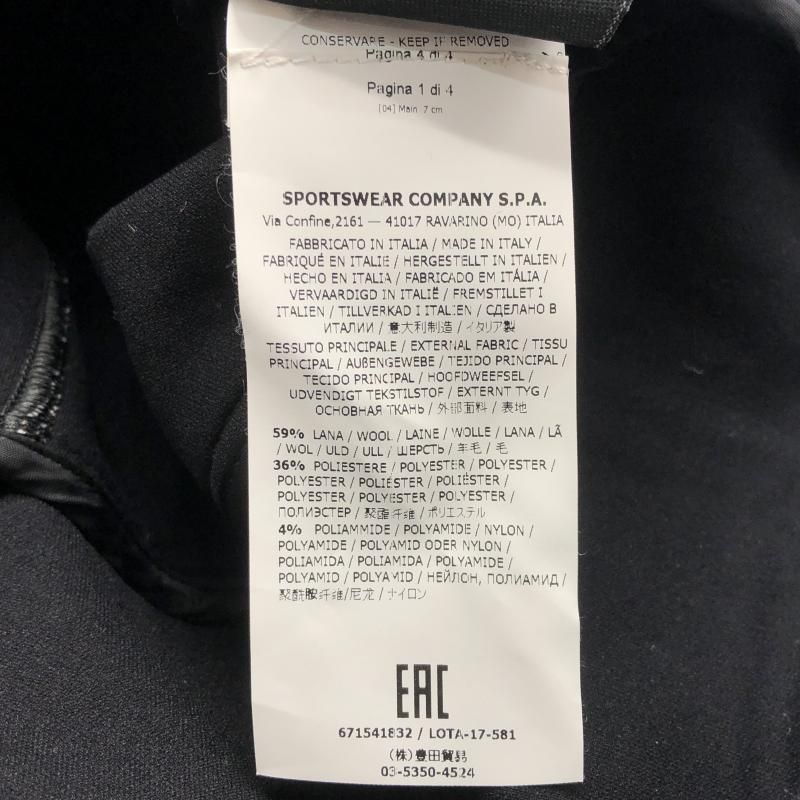 CONSERVARE - KEEP IF REMOVED
Pagina 4 di 4
Pagina 1 di 4
[04] Main 7 cm
SPORTSWEAR COMPANY S.P.A.
Via Confine,2161 — 41017 RAVARINO (MO) ITALIA
FABBRICATO IN ITALIA / MADE IN ITALY /
FABRIQUÉ EN ITALIE / HERGESTELLT IN ITALIEN /
HECHO EN ITALIA / FABRICADO EM ITÁLIA /
VERVAARDIGD IN ITALIË / FREMSTILLET I
ITALIEN / TILLVERKAD I ITALIEN / СДЕЛАНО В
ИТАЛИИ / 意大利制造 / イタリア製
TESSUTO PRINCIPALE / EXTERNAL FABRIC / TISSU
PRINCIPAL / AUßENGEWEBE / TEJIDO PRINCIPAL /
TECIDO PRINCIPAL / HOOFDWEEFSEL /
UDVENDIGT TEKSTILSTOF / EXTERNT TYG /
ОСНОВНАЯ ТКАНЬ / 外部面料 / 表地
59% LANA / WOOL / LAINE / WOLLE / LANA / LÃ
/ WOL / ULD / ULL / ШЕРСТЬ / 羊毛 / 毛
36% POLIESTERE / POLYESTER / POLYESTER /
POLYESTER / POLIÉSTER / POLIÉSTER /
POLYESTER / POLYESTER / POLYESTER /
ПОЛИЭСТЕР / 聚酯纤维 / ポリエステル
4% POLIAMMIDE / POLYAMIDE / NYLON /
POLYAMIDE / POLYAMID ODER NYLON /
POLIAMIDA / POLIAMIDA / POLYAMIDE /
POLYAMID / POLYAMID / НЕЙЛОН, ПОЛИАМИД /
聚酰胺纤维/尼龙 / ナイロン
EAC
671541832 / LOTA-17-581
(株)豊田貿易
03-5350-4524